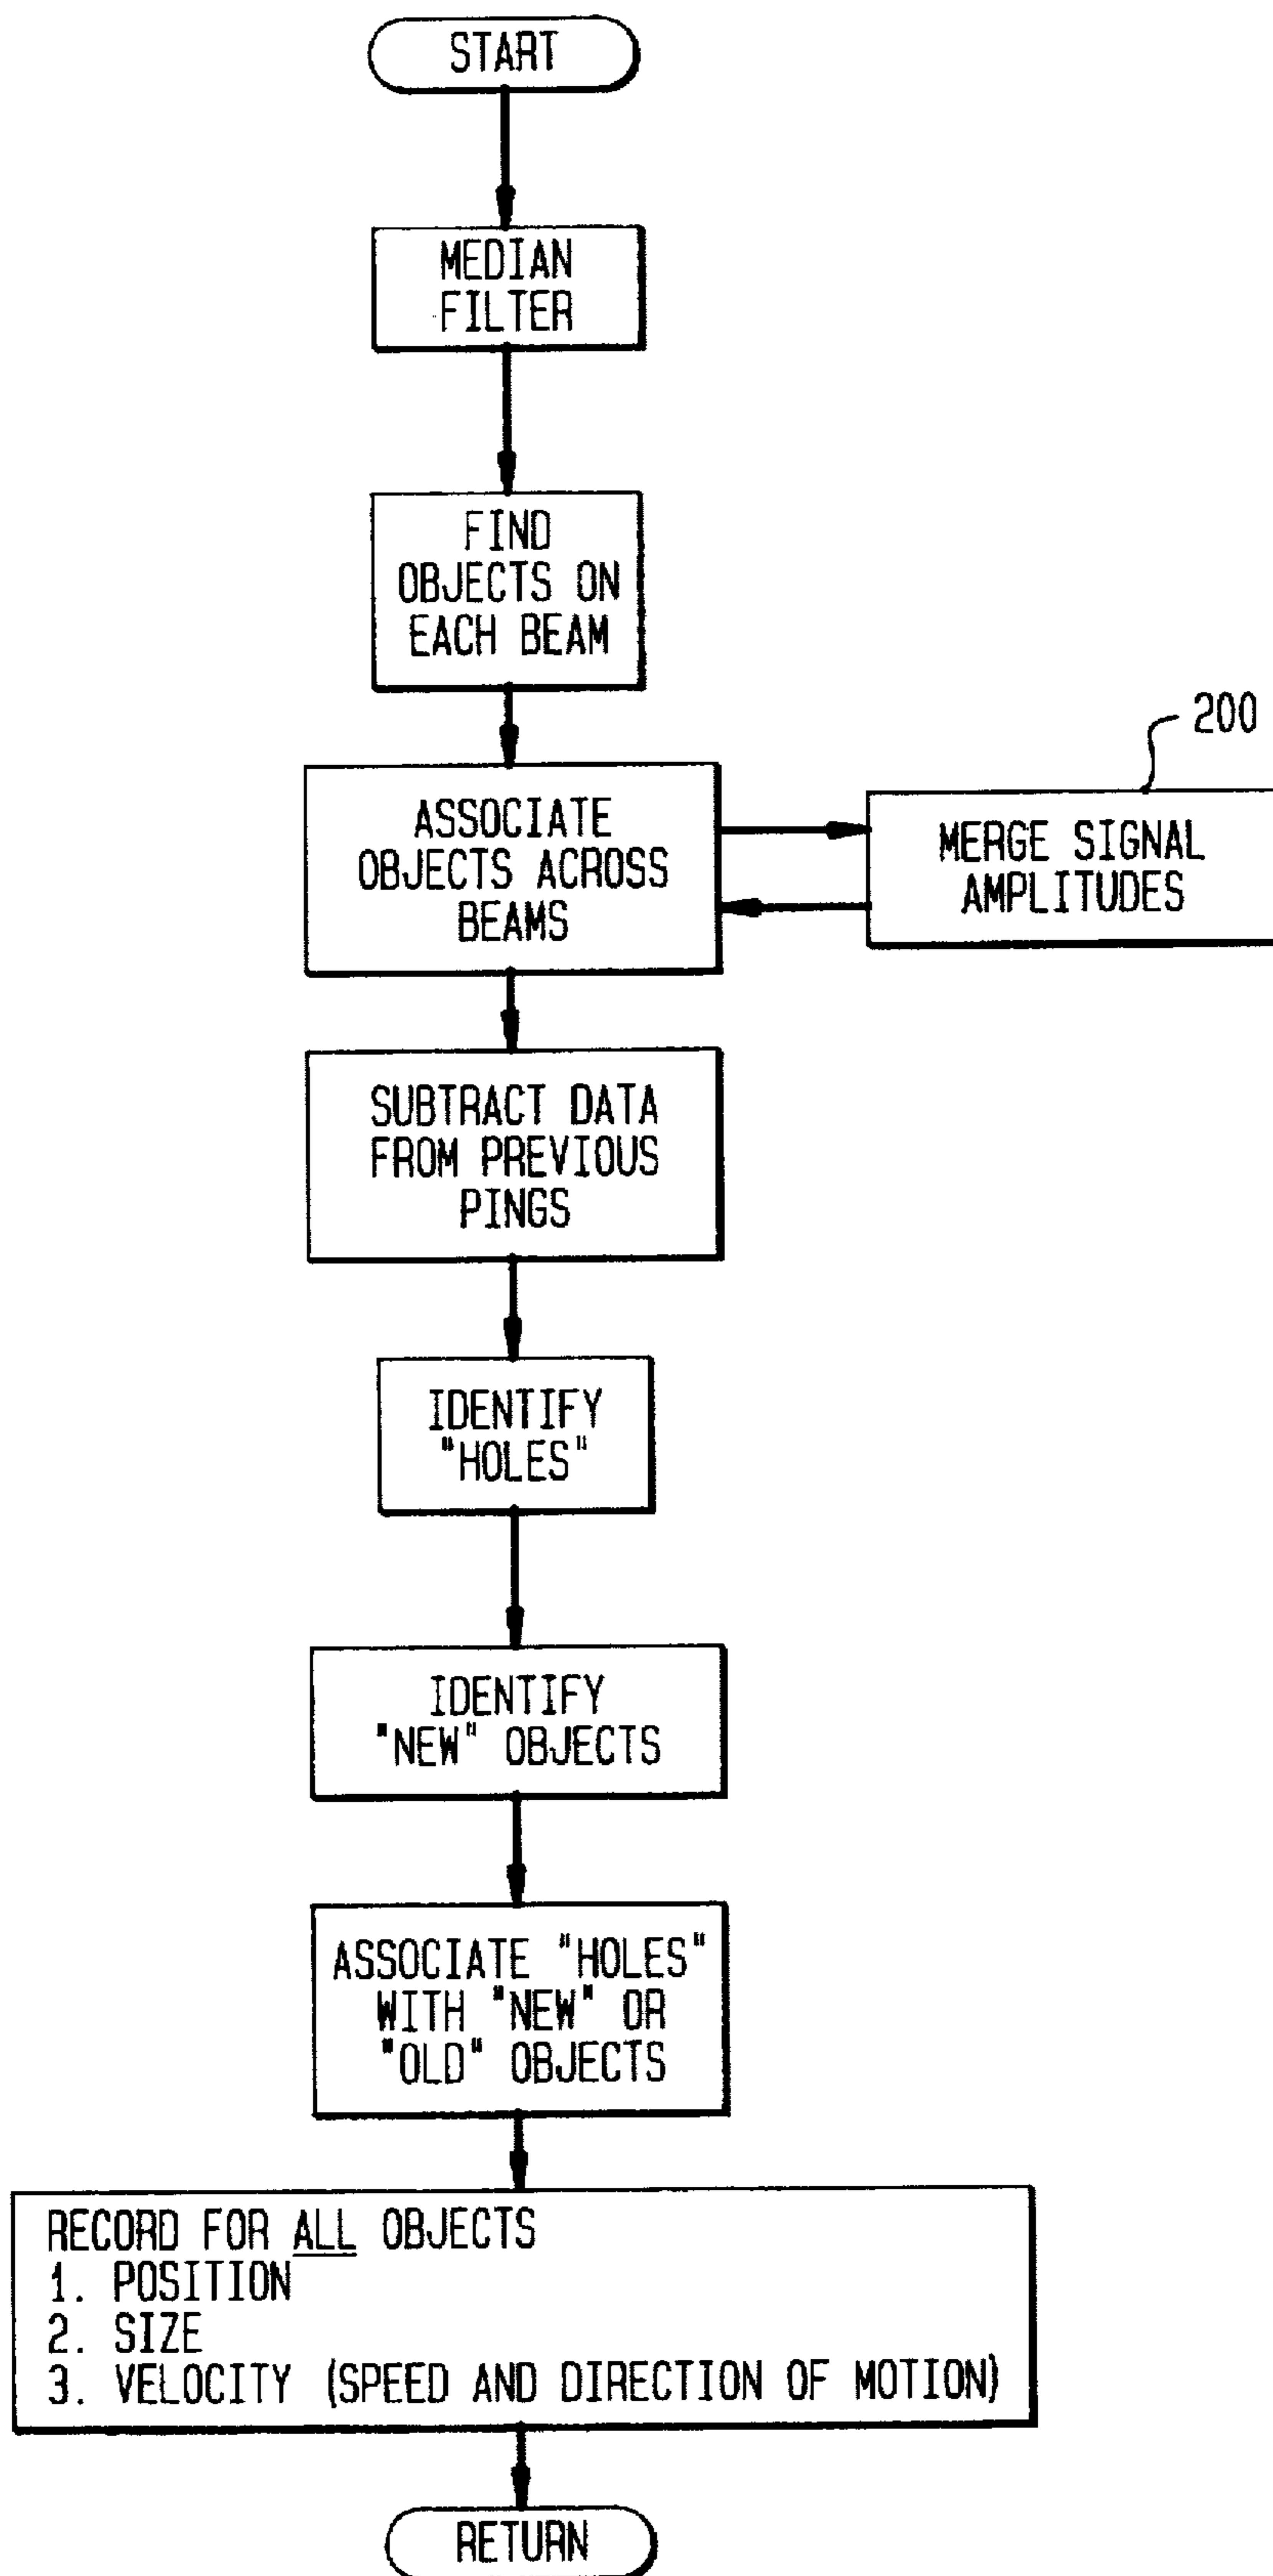 START
MEDIAN
FILTER
FIND
OBJECTS ON
EACH BEAM
ASSOCIATE
OBJECTS ACROSS
BEAMS
200
MERGE SIGNAL
AMPLITUDES
SUBTRACT DATA
FROM PREVIOUS
PINGS
IDENTIFY
"HOLES"
IDENTIFY
"NEW" OBJECTS
ASSOCIATE "HOLES"
WITH "NEW" OR
"OLD" OBJECTS
RECORD FOR ALL OBJECTS
1. POSITION
2. SIZE
3. VELOCITY (SPEED AND DIRECTION OF MOTION)
RETURN